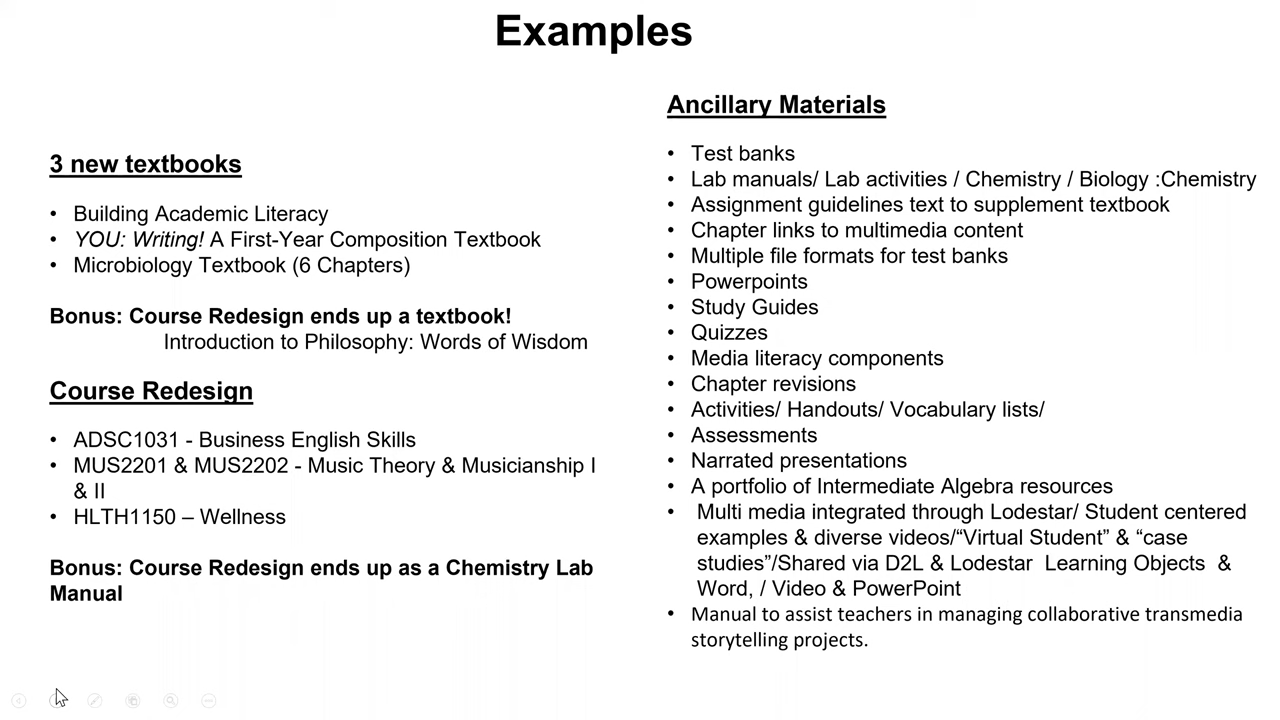 Examples
3 new textbooks
• Building Academic Literacy
• YOU: Writing! A First-Year Composition Textbook
• Microbiology Textbook (6 Chapters)
Bonus: Course Redesign ends up a textbook!
Introduction to Philosophy: Words of Wisdom
Course Redesign
• ADSC1031 - Business English Skills
• MUS2201 & MUS2202 - Music Theory & Musicianship I
& II
• HLTH1150 – Wellness
Bonus: Course Redesign ends up as a Chemistry Lab
Manual
Ancillary Materials
• Test banks
• Lab manuals/ Lab activities / Chemistry / Biology :Chemistry
• Assignment guidelines text to supplement textbook
• Chapter links to multimedia content
• Multiple file formats for test banks
• Powerpoints
• Study Guides
• Quizzes
• Media literacy components
• Chapter revisions
• Activities/ Handouts/ Vocabulary lists/
• Assessments
• Narrated presentations
• A portfolio of Intermediate Algebra resources
• Multi media integrated through Lodestar/ Student centered
examples & diverse videos/“Virtual Student” & “case
studies”/Shared via D2L & Lodestar Learning Objects &
Word, / Video & PowerPoint
• Manual to assist teachers in managing collaborative transmedia
storytelling projects.